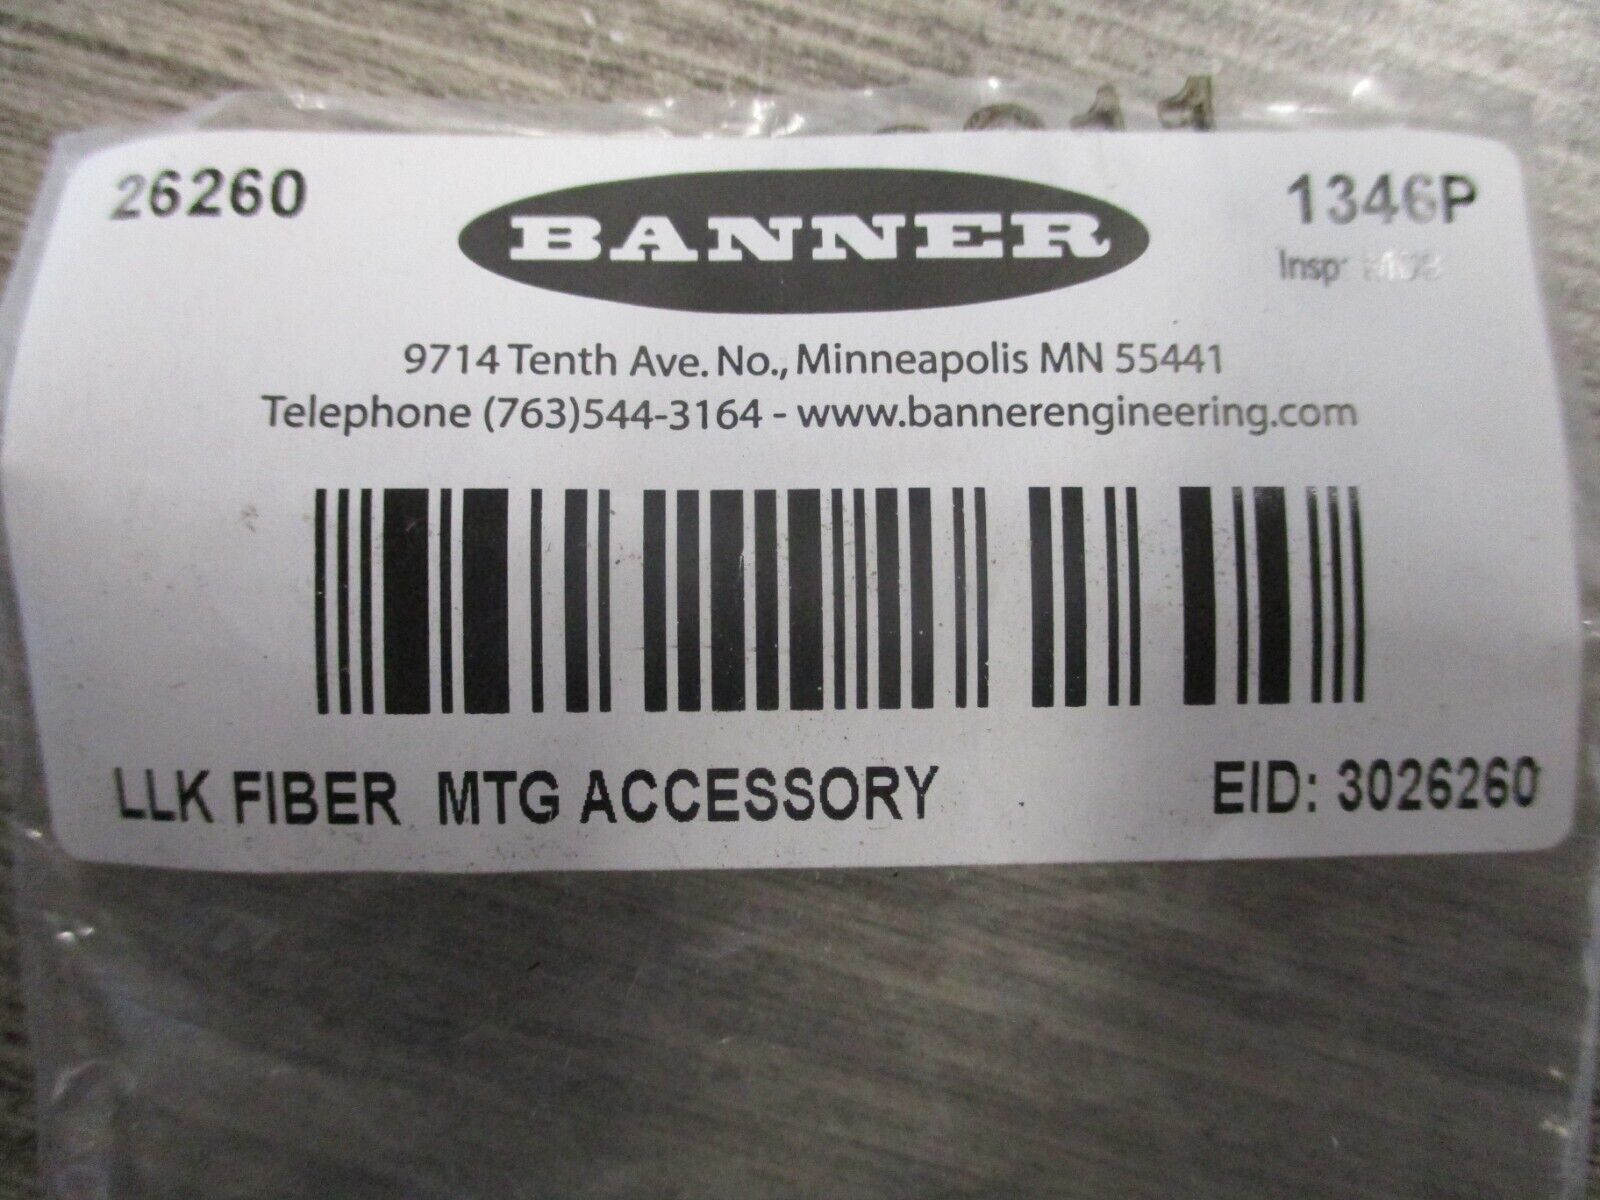 26260
BANNER
1346P
Insp:
9714 Tenth Ave. No., Minneapolis MN 55441
Telephone (763)544-3164 - www.bannerengineering.com
LLK FIBER MTG ACCESSORY
EID: 3026260